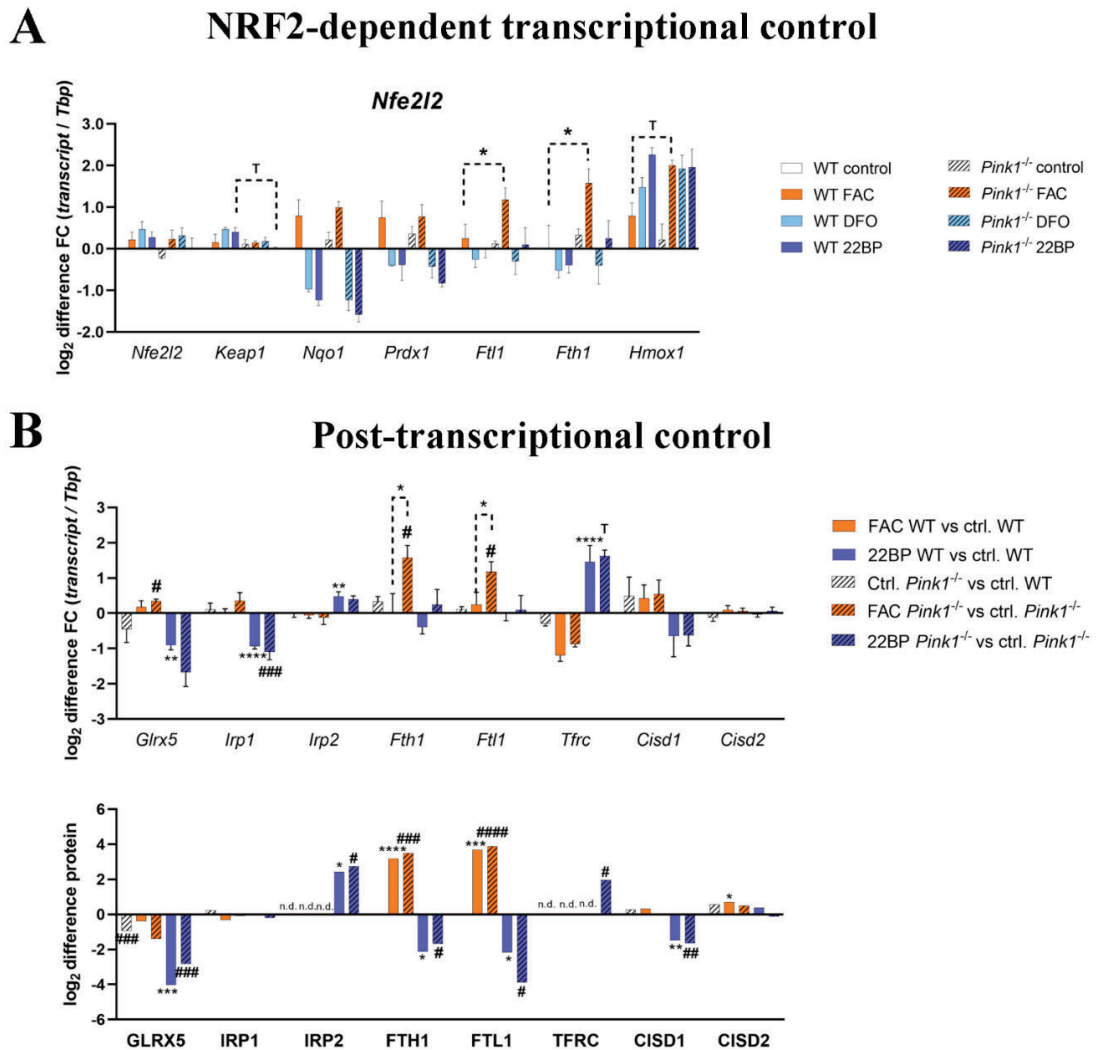 A
NRF2-dependent transcriptional control
Nfe2l2
log2 difference FC (transcript / Tbp)
3.0
2.0
1.0
0.0
-1.0
-2.0
T
*
*
T
Nfe2l2 Keap1 Nqo1 Prdx1 Ftl1 Fth1 Hmox1
WT control
WT FAC
WT DFO
WT 22BP
Pink1-/- control
Pink1-/- FAC
Pink1-/- DFO
Pink1-/- 22BP
B
Post-transcriptional control
log2 difference FC (transcript / Tbp)
3
2
1
0
-1
-2
-3
#
**
****
###
**
*
#
*
#
**** T
Glrx5 Irp1 Irp2 Fth1 Ftl1 Tfrc Cisd1 Cisd2
FAC WT vs ctrl. WT
22BP WT vs ctrl. WT
Ctrl. Pink1-/- vs ctrl. WT
FAC Pink1-/- vs ctrl. Pink1-/-
22BP Pink1-/- vs ctrl. Pink1-/-
log2 difference protein
6
4
2
0
-2
-4
-6
###
***
###
n.d. n.d. n.d.
*
#
****
###
*
#
***
####
*
#
n.d. n.d. n.d. n.d.
#
**
##
*
GLRX5 IRP1 IRP2 FTH1 FTL1 TFRC CISD1 CISD2